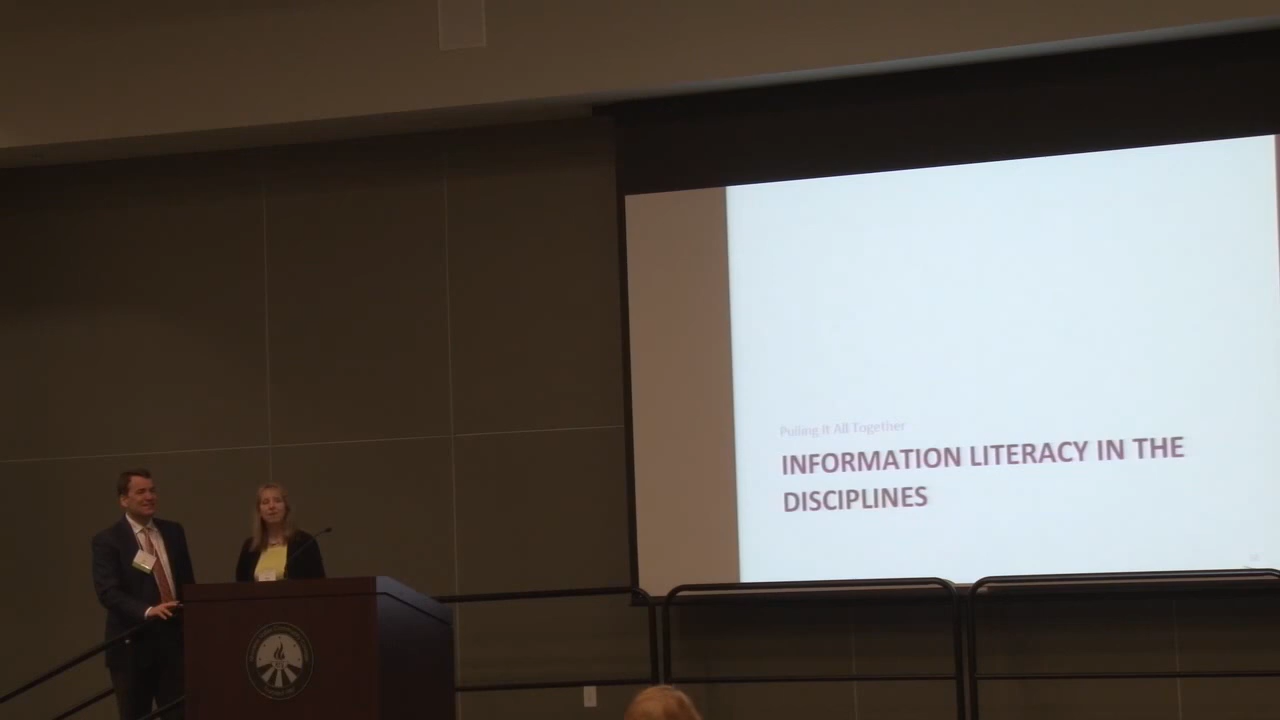 Pulling It All Together
INFORMATION LITERACY IN THE
DISCIPLINES